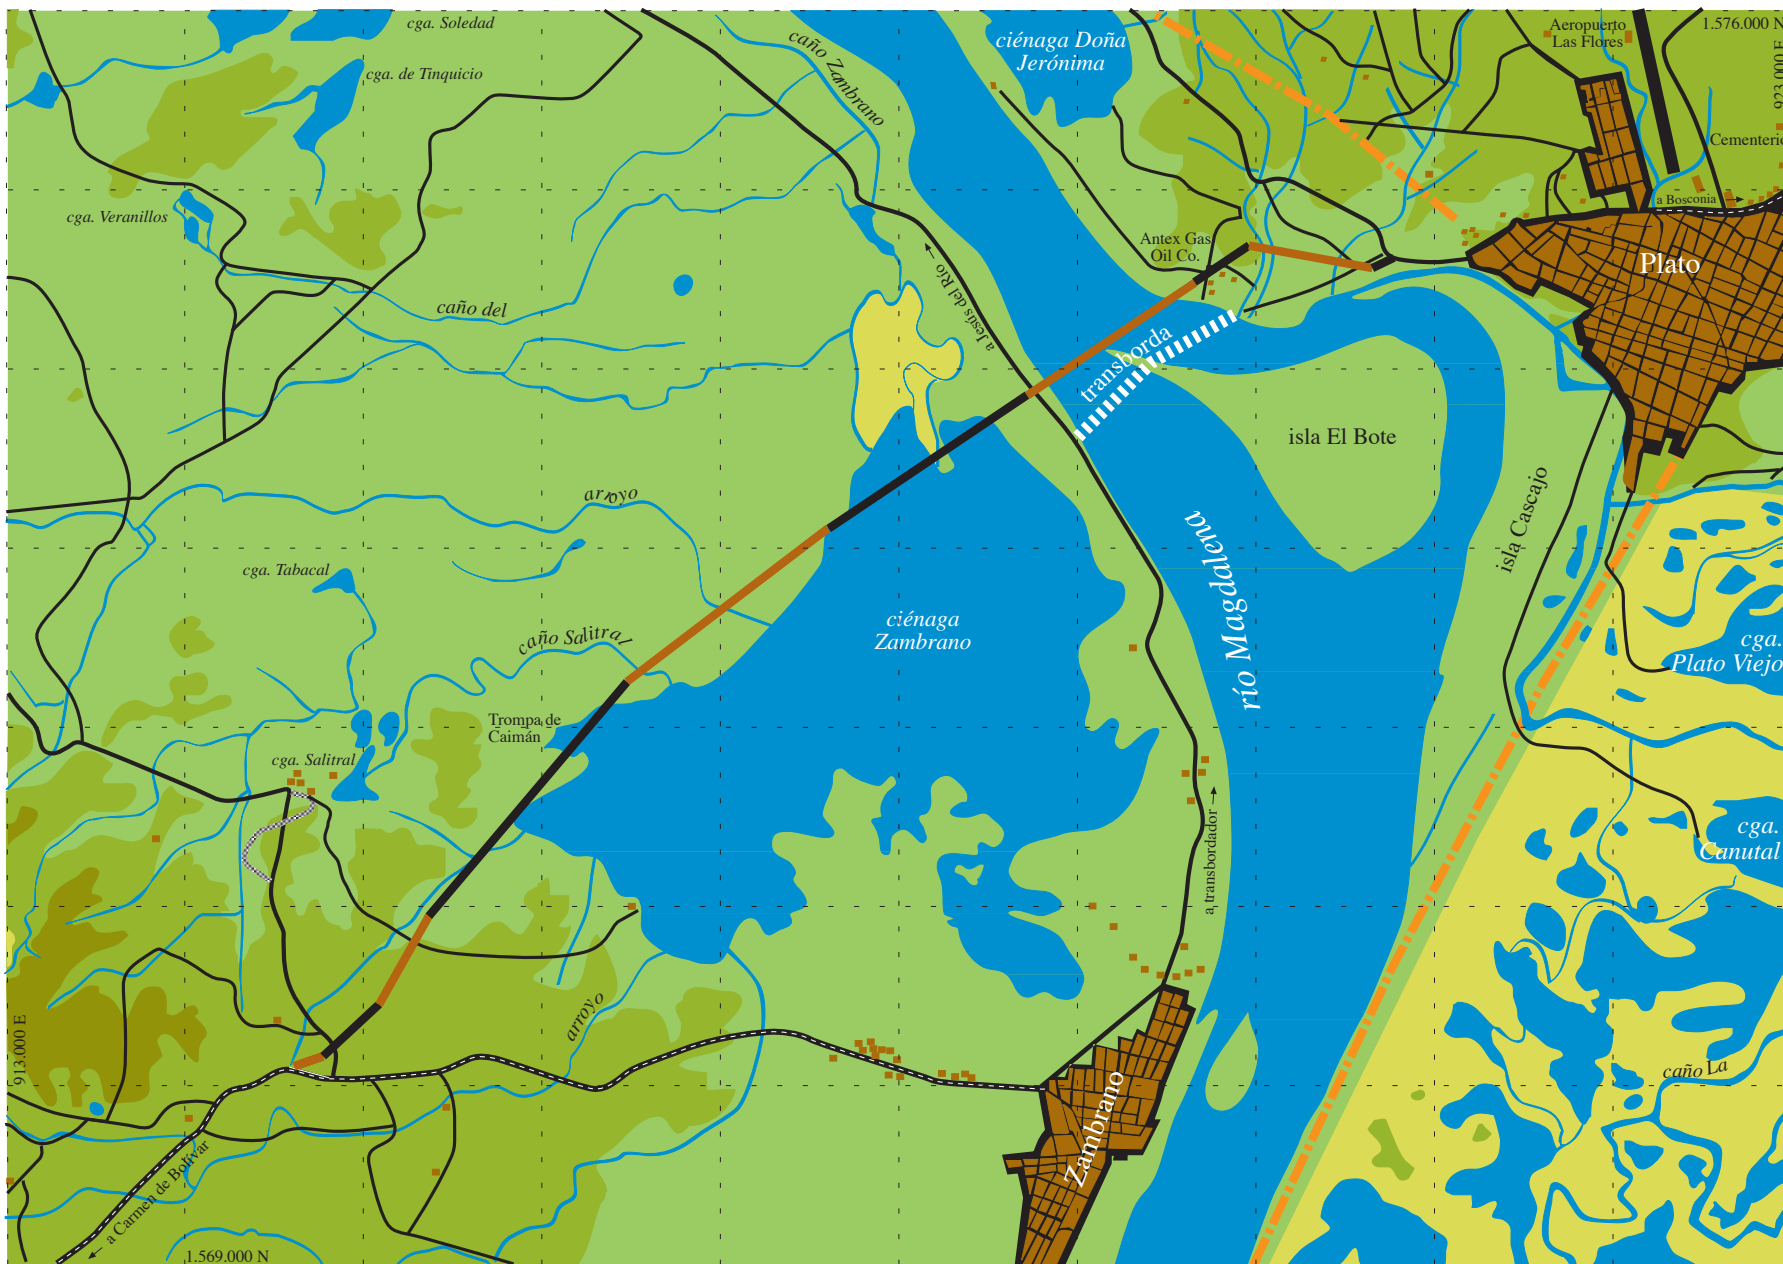 cga. Soledad
cga. de Tinquicio
caño Zambrano
ciénaga Doña
Jerónima
Aeropuerto
Las Flores
1.576.000 N
923.000 E
Cementerio
a Bosconia →
cga. Veranillos
caño del
← a Jesús del Río
Antex Gas
Oil Co.
Plato
transborda
isla El Bote
isla Cascajo
arroyo
río Magdalena
cga. Tabacal
caño Salitral
ciénaga
Zambrano
cga.
Plato Viejo
Trompa de
Caimán
cga. Salitral
a transbordador →
cga.
Canutal
arroyo
913.000 E
caño La
Zambrano
← a Carmen de Bolívar
1.569.000 N